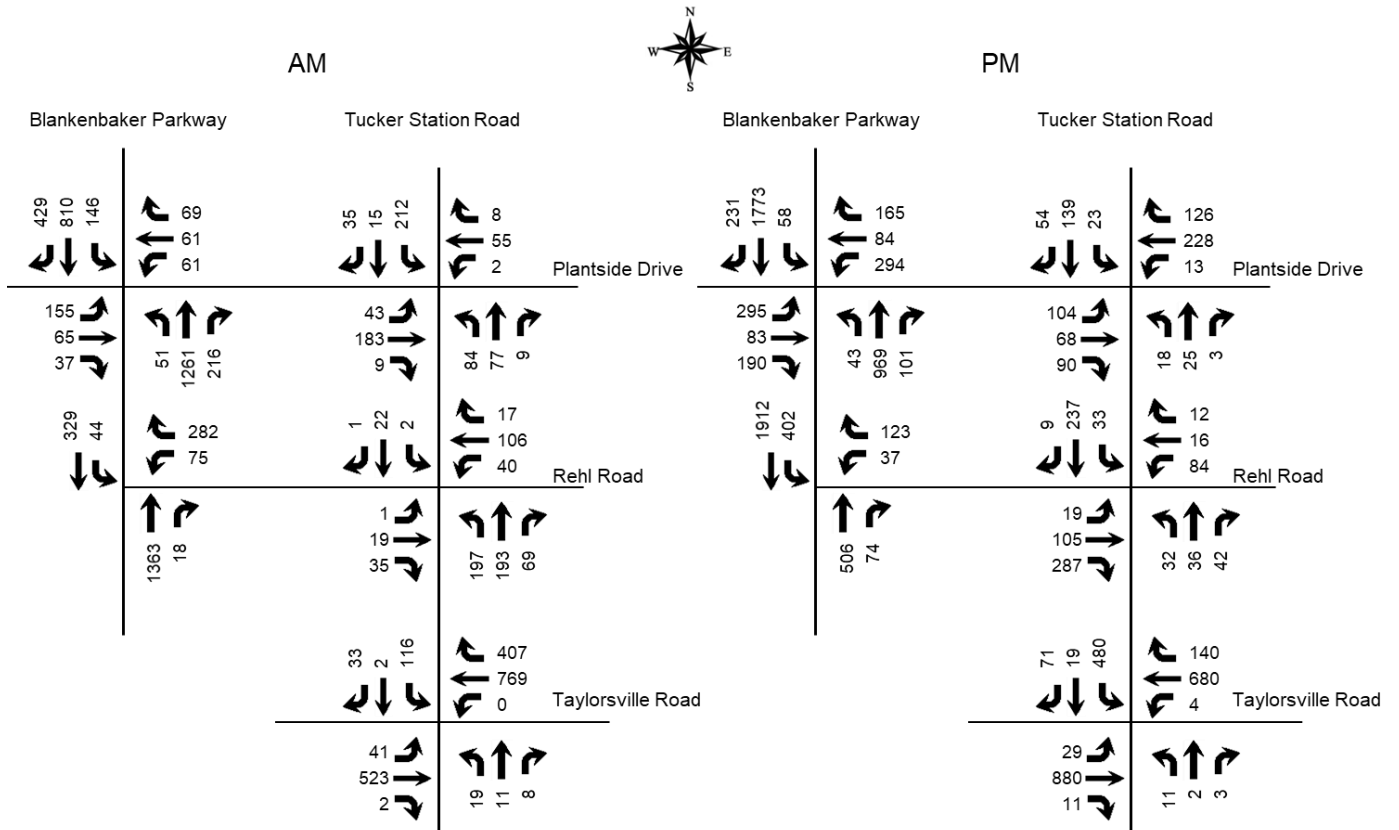 N
W E
S
AM
PM
Blankenbaker Parkway
Tucker Station Road
Blankenbaker Parkway
Tucker Station Road
429 810 146
69
61
61
35 15 212
8
55
2
Plantside Drive
155
65
37
51 1261 216
43
183
9
84 77 9
329 44
282
75
1 22 2
17
106
40
Rehl Road
1363 18
1
19
35
197 193 69
33 2 116
407
769
0
Taylorsville Road
41
523
2
19 11 8
231 1773 58
165
84
294
54 139 23
126
228
13
Plantside Drive
295
83
190
43 969 101
104
68
90
18 25 3
1912 402
123
37
9 237 33
12
16
84
Rehl Road
506 74
19
105
287
32 36 42
71 19 480
140
680
4
Taylorsville Road
29
880
11
11 2 3